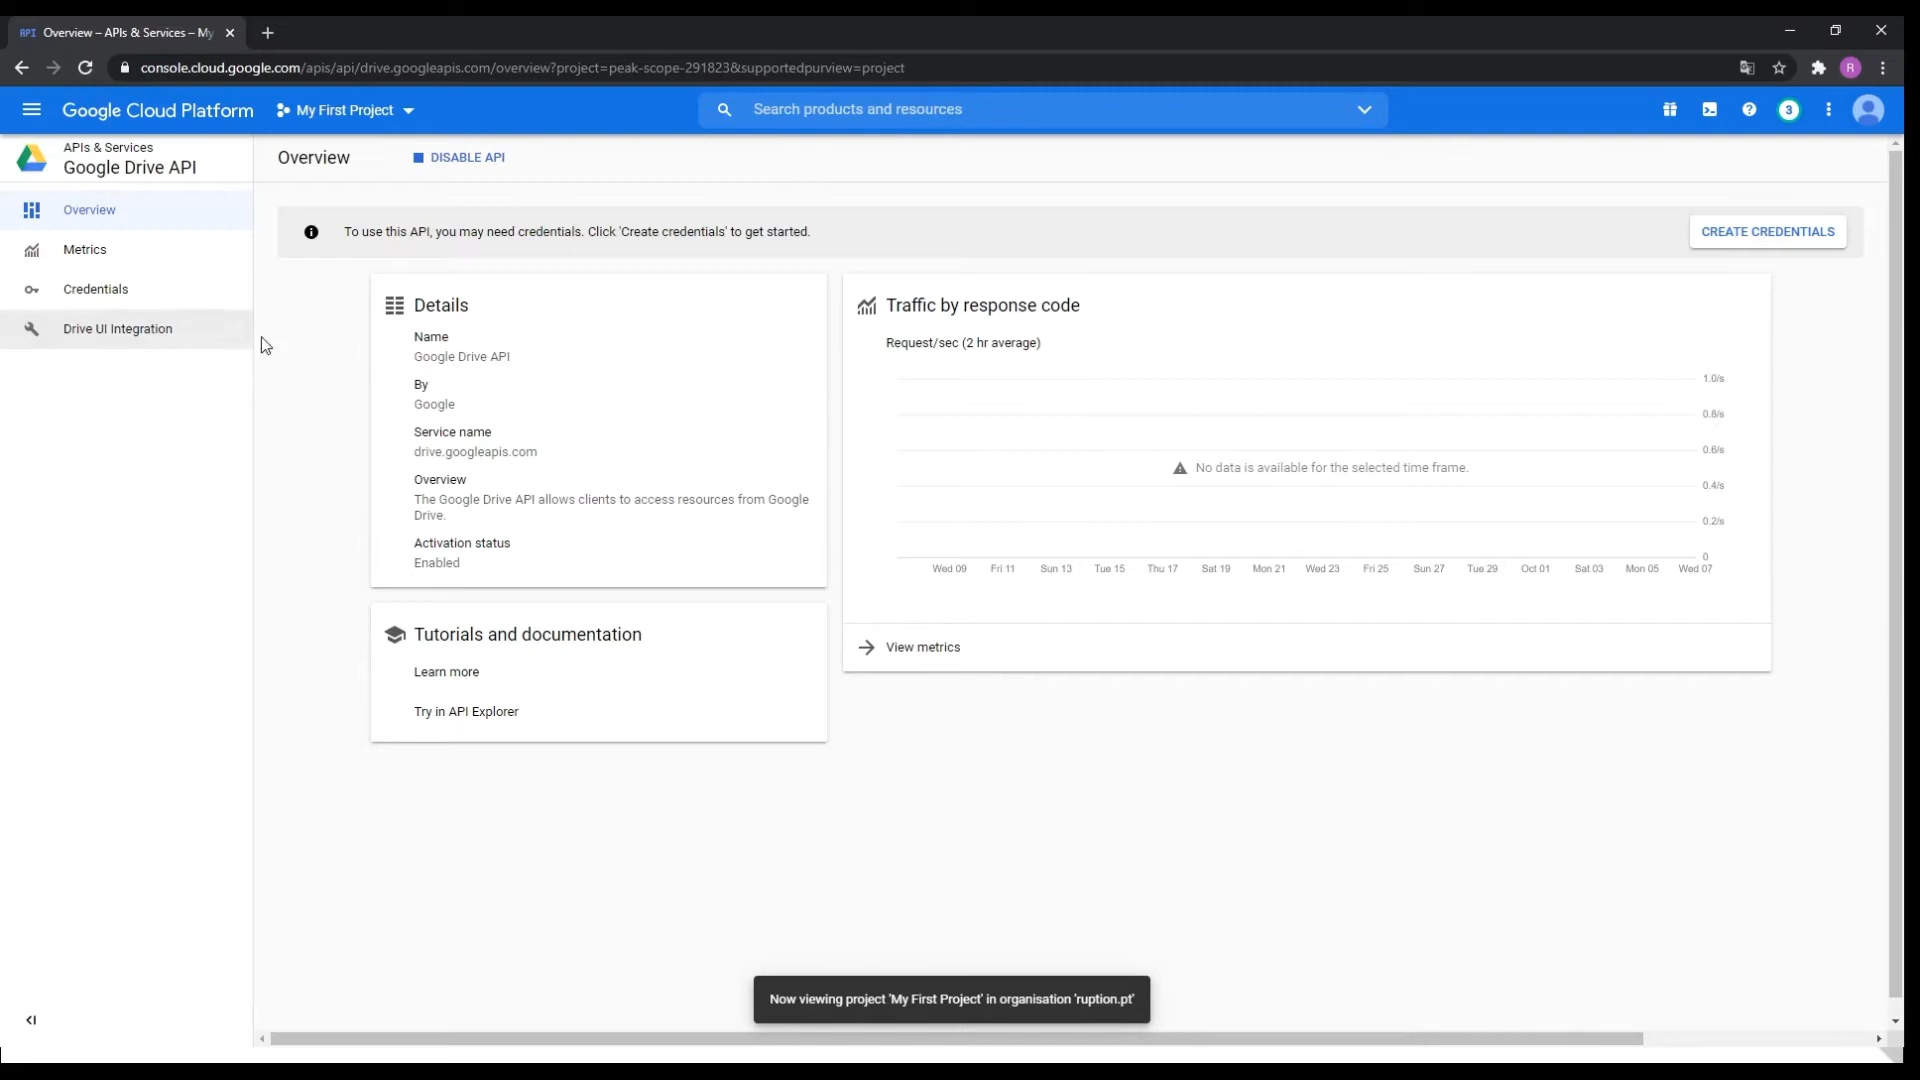 API Overview – APIs & Services – My
console.cloud.google.com/apis/api/drive.googleapis.com/overview?project=peak-scope-291823&supportedpurview=project
R
Google Cloud Platform
My First Project
Search products and resources
3
APIs & Services
Google Drive API
Overview
DISABLE API
Overview
Metrics
Credentials
Drive UI Integration
To use this API, you may need credentials. Click 'Create credentials' to get started.
CREATE CREDENTIALS
Details
Name
Google Drive API
By
Google
Service name
drive.googleapis.com
Overview
The Google Drive API allows clients to access resources from Google
Drive.
Activation status
Enabled
Tutorials and documentation
Learn more
Try in API Explorer
Traffic by response code
Request/sec (2 hr average)
1.0/s
0.8/s
0.6/s
No data is available for the selected time frame.
0.4/s
0.2/s
0
Wed 09 Fri 11 Sun 13 Tue 15 Thu 17 Sat 19 Mon 21 Wed 23 Fri 25 Sun 27 Tue 29 Oct 01 Sat 03 Mon 05 Wed 07
View metrics
Now viewing project 'My First Project' in organisation 'ruption.pt'